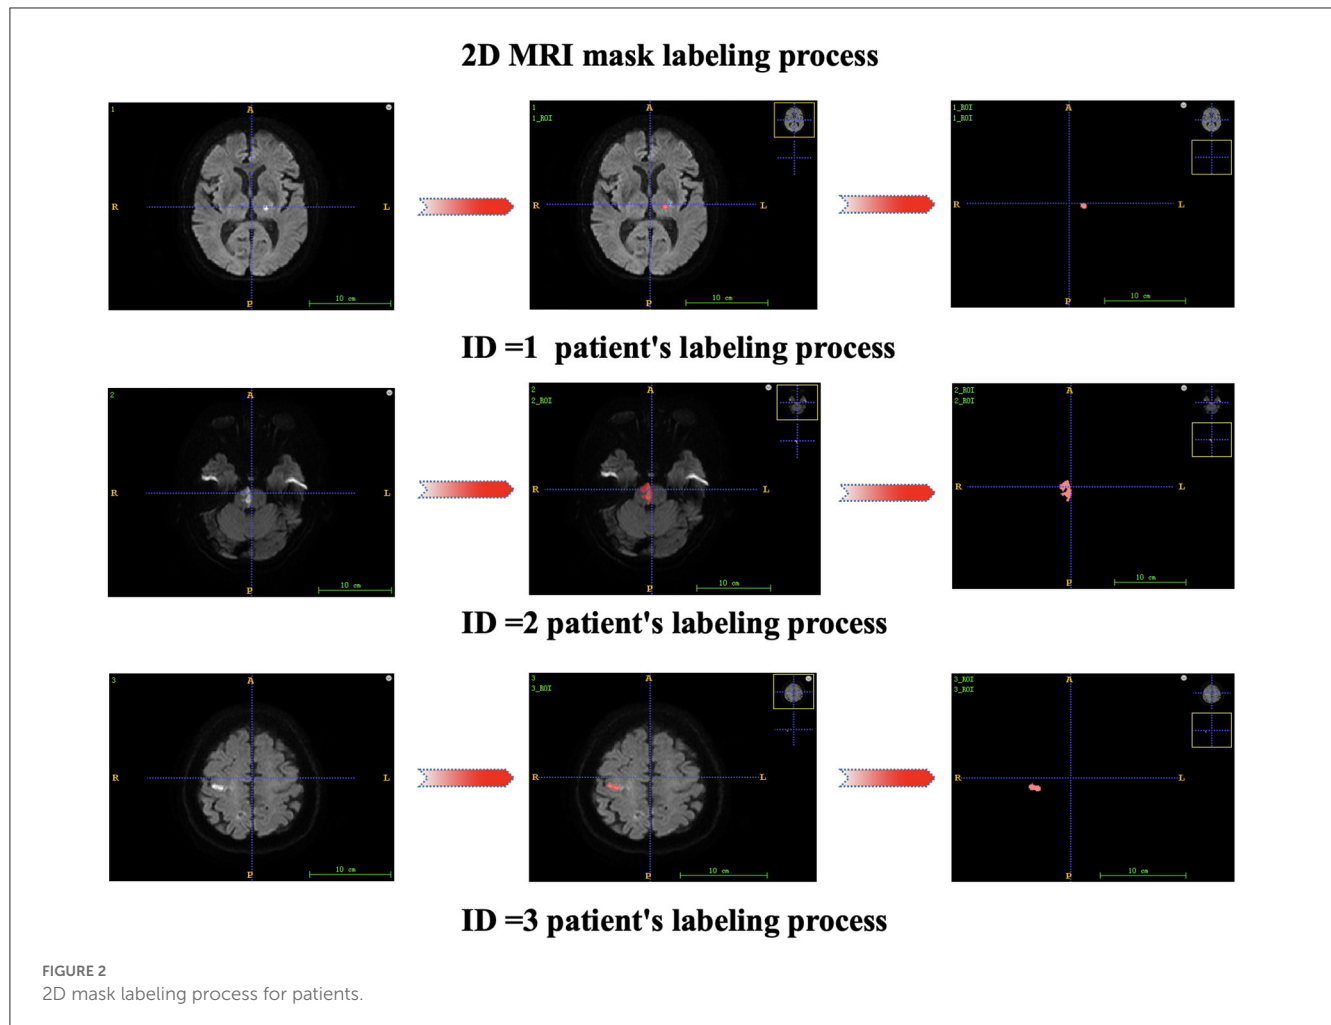 2D MRI mask labeling process
1
A
R
L
P
10 cm
1
1_ROI
A
R
L
P
10 cm
1_ROI
1_ROI
A
R
L
P
10 cm
ID =1 patient's labeling process
2
A
R
L
P
10 cm
2
2_ROI
A
R
L
P
10 cm
2_ROI
2_ROI
A
R
L
P
10 cm
ID =2 patient's labeling process
3
A
R
L
P
10 cm
3
3_ROI
A
R
L
P
10 cm
3_ROI
3_ROI
A
R
L
P
10 cm
ID =3 patient's labeling process
FIGURE 2
2D mask labeling process for patients.